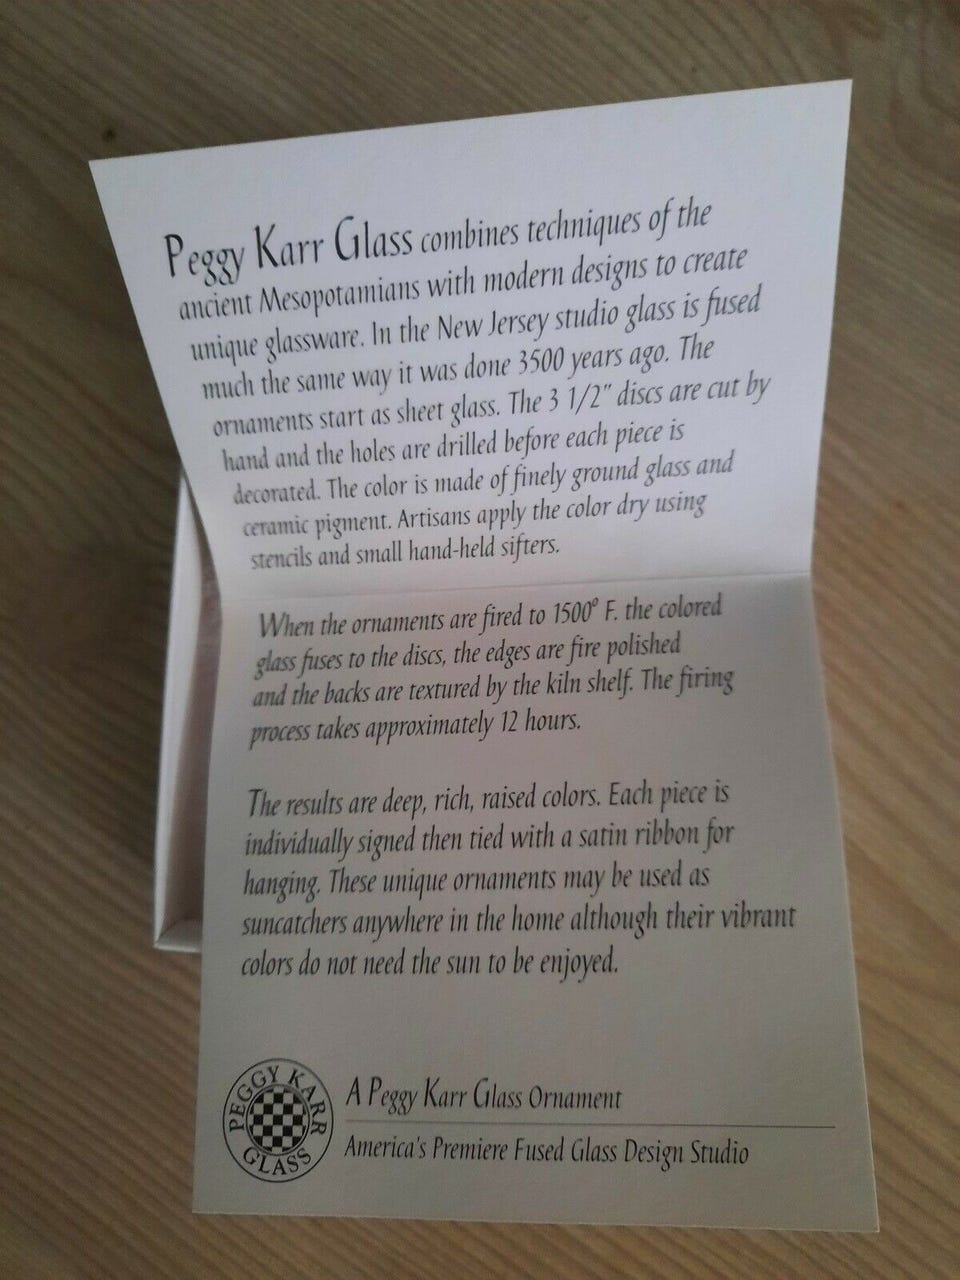 Peggy Karr Glass combines techniques of the
ancient Mesopotamians with modern designs to create
unique glassware. In the New Jersey studio glass is fused
much the same way it was done 3500 years ago. The
ornaments start as sheet glass. The 3 1/2" discs are cut by
hand and the holes are drilled before each piece is
decorated. The color is made of finely ground glass and
ceramic pigment. Artisans apply the color dry using
stencils and small hand-held sifters.
When the ornaments are fired to 1500° F. the colored
glass fuses to the discs, the edges are fire polished
and the backs are textured by the kiln shelf. The firing
process takes approximately 12 hours.
The results are deep, rich, raised colors. Each piece is
individually signed then tied with a satin ribbon for
hanging. These unique ornaments may be used as
suncatchers anywhere in the home although their vibrant
colors do not need the sun to be enjoyed.
PEGGY KARR
GLASS
A Peggy Karr Glass Ornament
America's Premiere Fused Glass Design Studio